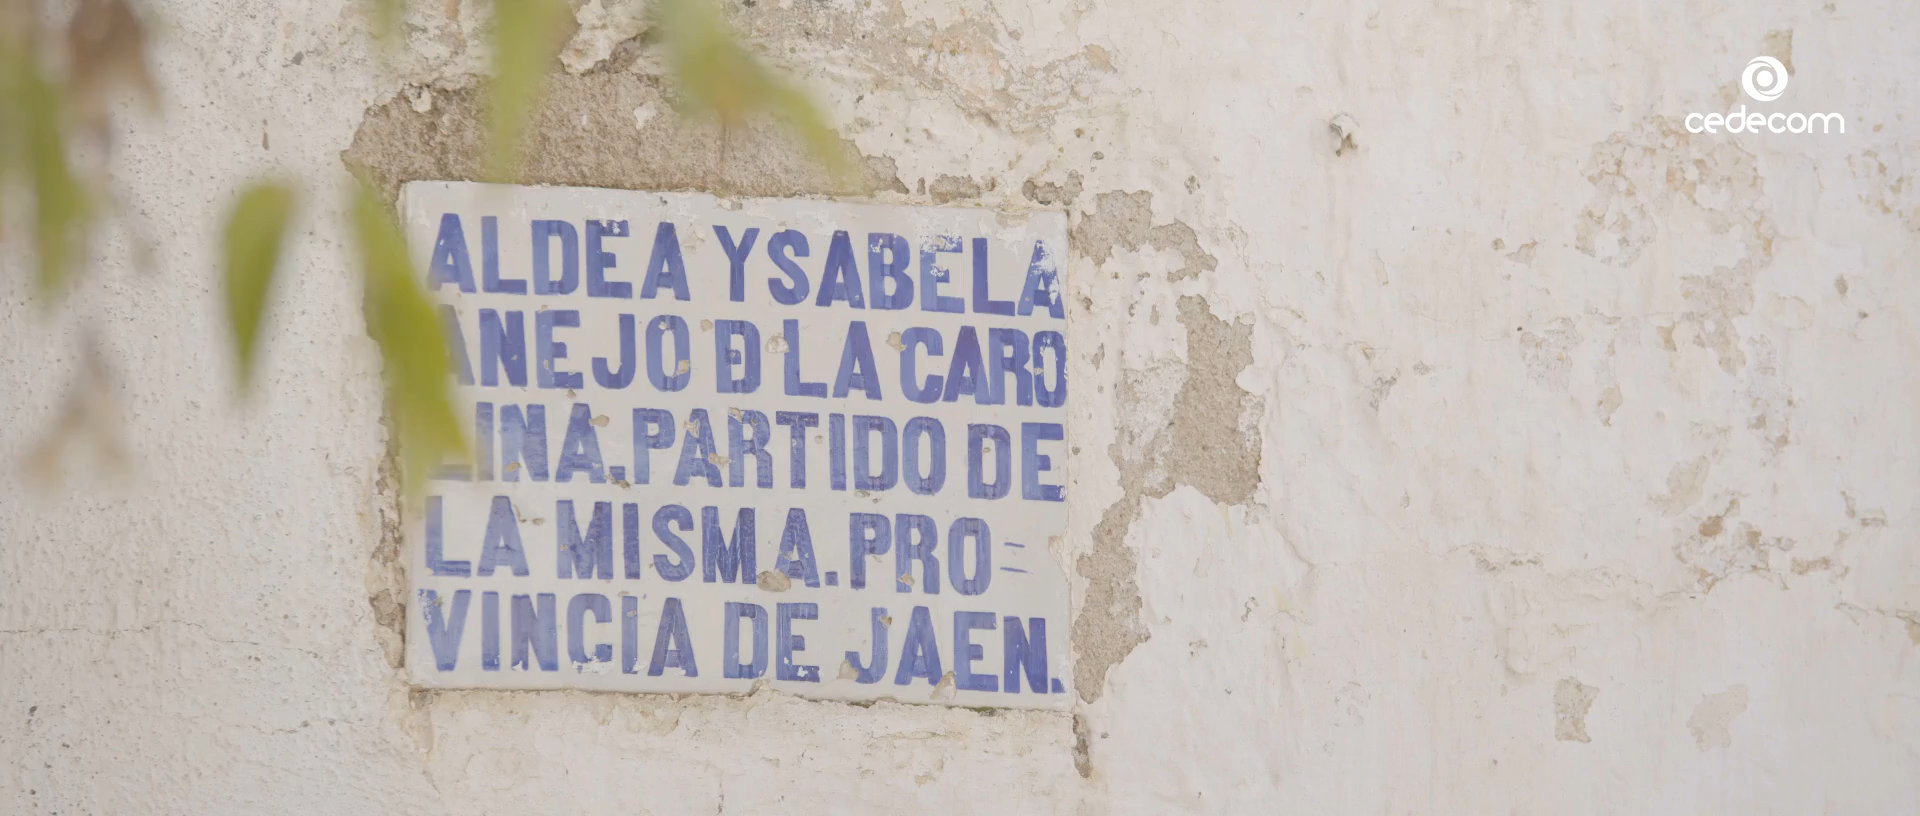 ALDEA YSABELA
ANEJO D LA CARO
LINA. PARTIDO DE
LA MISMA. PRO=
VINCIA DE JAEN.
cedecom